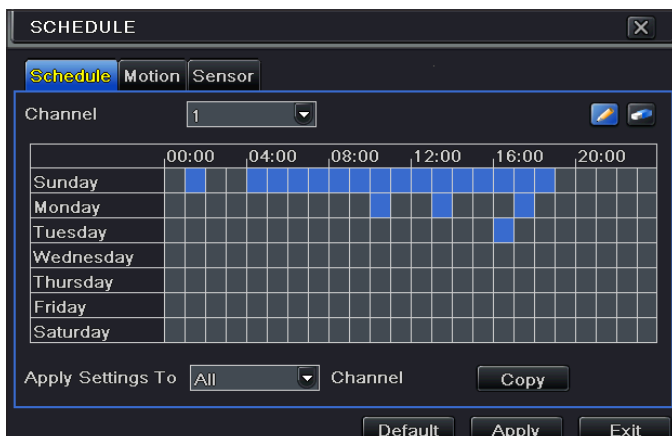 SCHEDULE
Schedule Motion Sensor
Channel 1
00:00 04:00 08:00 12:00 16:00 20:00
Sunday
Monday
Tuesday
Wednesday
Thursday
Friday
Saturday
Apply Settings To All Channel Copy
Default Apply Exit